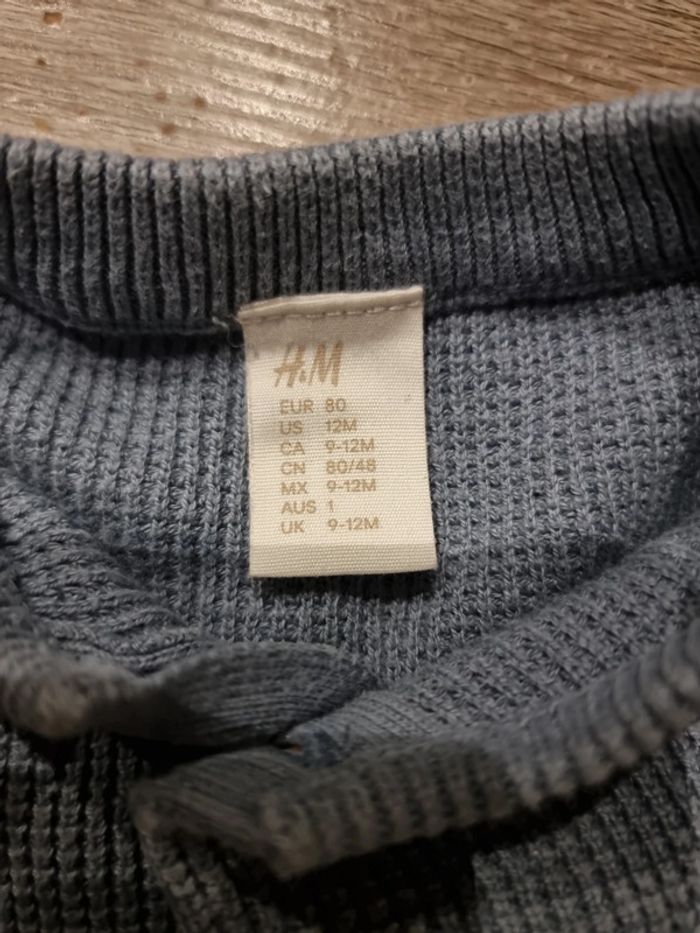 H&M
EUR 80
US 12M
CA 9-12M
CN 80/48
MX 9-12M
AUS 1
UK 9-12M